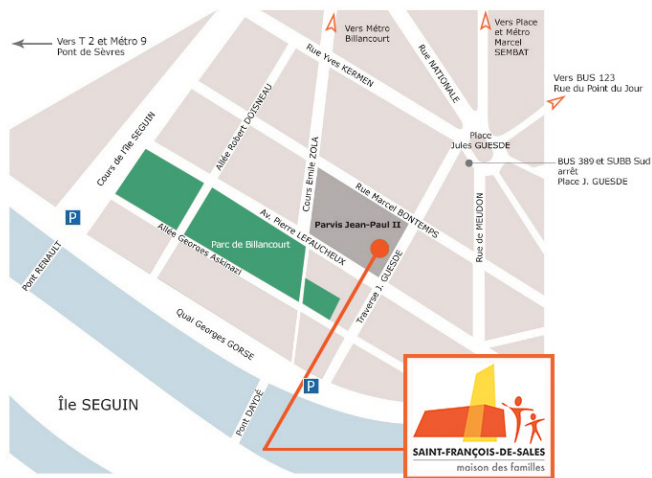 Vers Métro
Billancourt
Vers Place
et Métro
Marcel
SEMBAT
Vers T 2 et Métro 9
Pont de Sèvres
Rue Yves KERMEN
Rue NATIONALE
Vers BUS 123
Rue du Point du Jour
Place
Jules GUESDE
BUS 389 et SUBB Sud
arrêt
Place J. GUESDE
Cours de l'île SEGUIN
Allée Robert DOISNEAU
Cours Emile ZOLA
Rue Marcel BONTEMPS
Av. Pierre LEFAUCHEUX
Parvis Jean-Paul II
Rue de MEUDON
Parc de Billancourt
Allée Georges Askinazi
Traverse J. GUESDE
P
Pont RENAULT
Quai Georges GORSE
P
Pont DAYDÉ
Île SEGUIN
SAINT-FRANÇOIS-DE-SALES
maison des familles